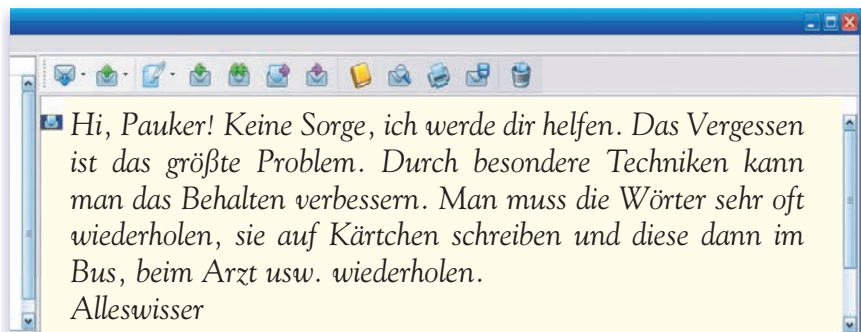 Hi, Pauker! Keine Sorge, ich werde dir helfen. Das Vergessen
ist das größte Problem. Durch besondere Techniken kann
man das Behalten verbessern. Man muss die Wörter sehr oft
wiederholen, sie auf Kärtchen schreiben und diese dann im
Bus, beim Arzt usw. wiederholen.
Alleswisser